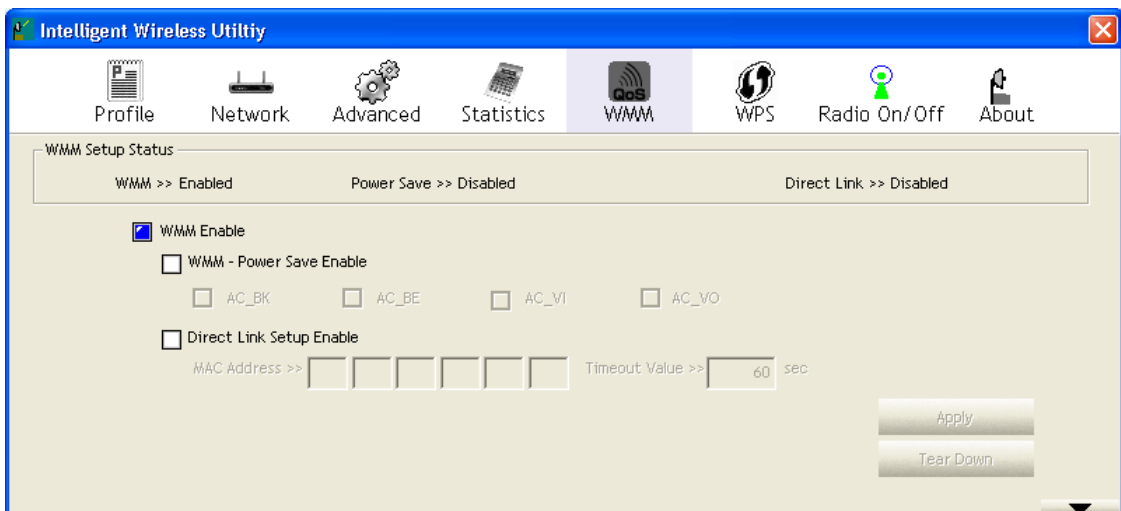 Intelligent Wireless Utiltiy
Profile Network Advanced Statistics WMM WPS Radio On/Off About
P
QoS
WMM Setup Status
WMM >> Enabled Power Save >> Disabled Direct Link >> Disabled
WMM Enable
WMM - Power Save Enable
AC_BK AC_BE AC_VI AC_VO
Direct Link Setup Enable
MAC Address >> Timeout Value >> 60 sec
Apply
Tear Down